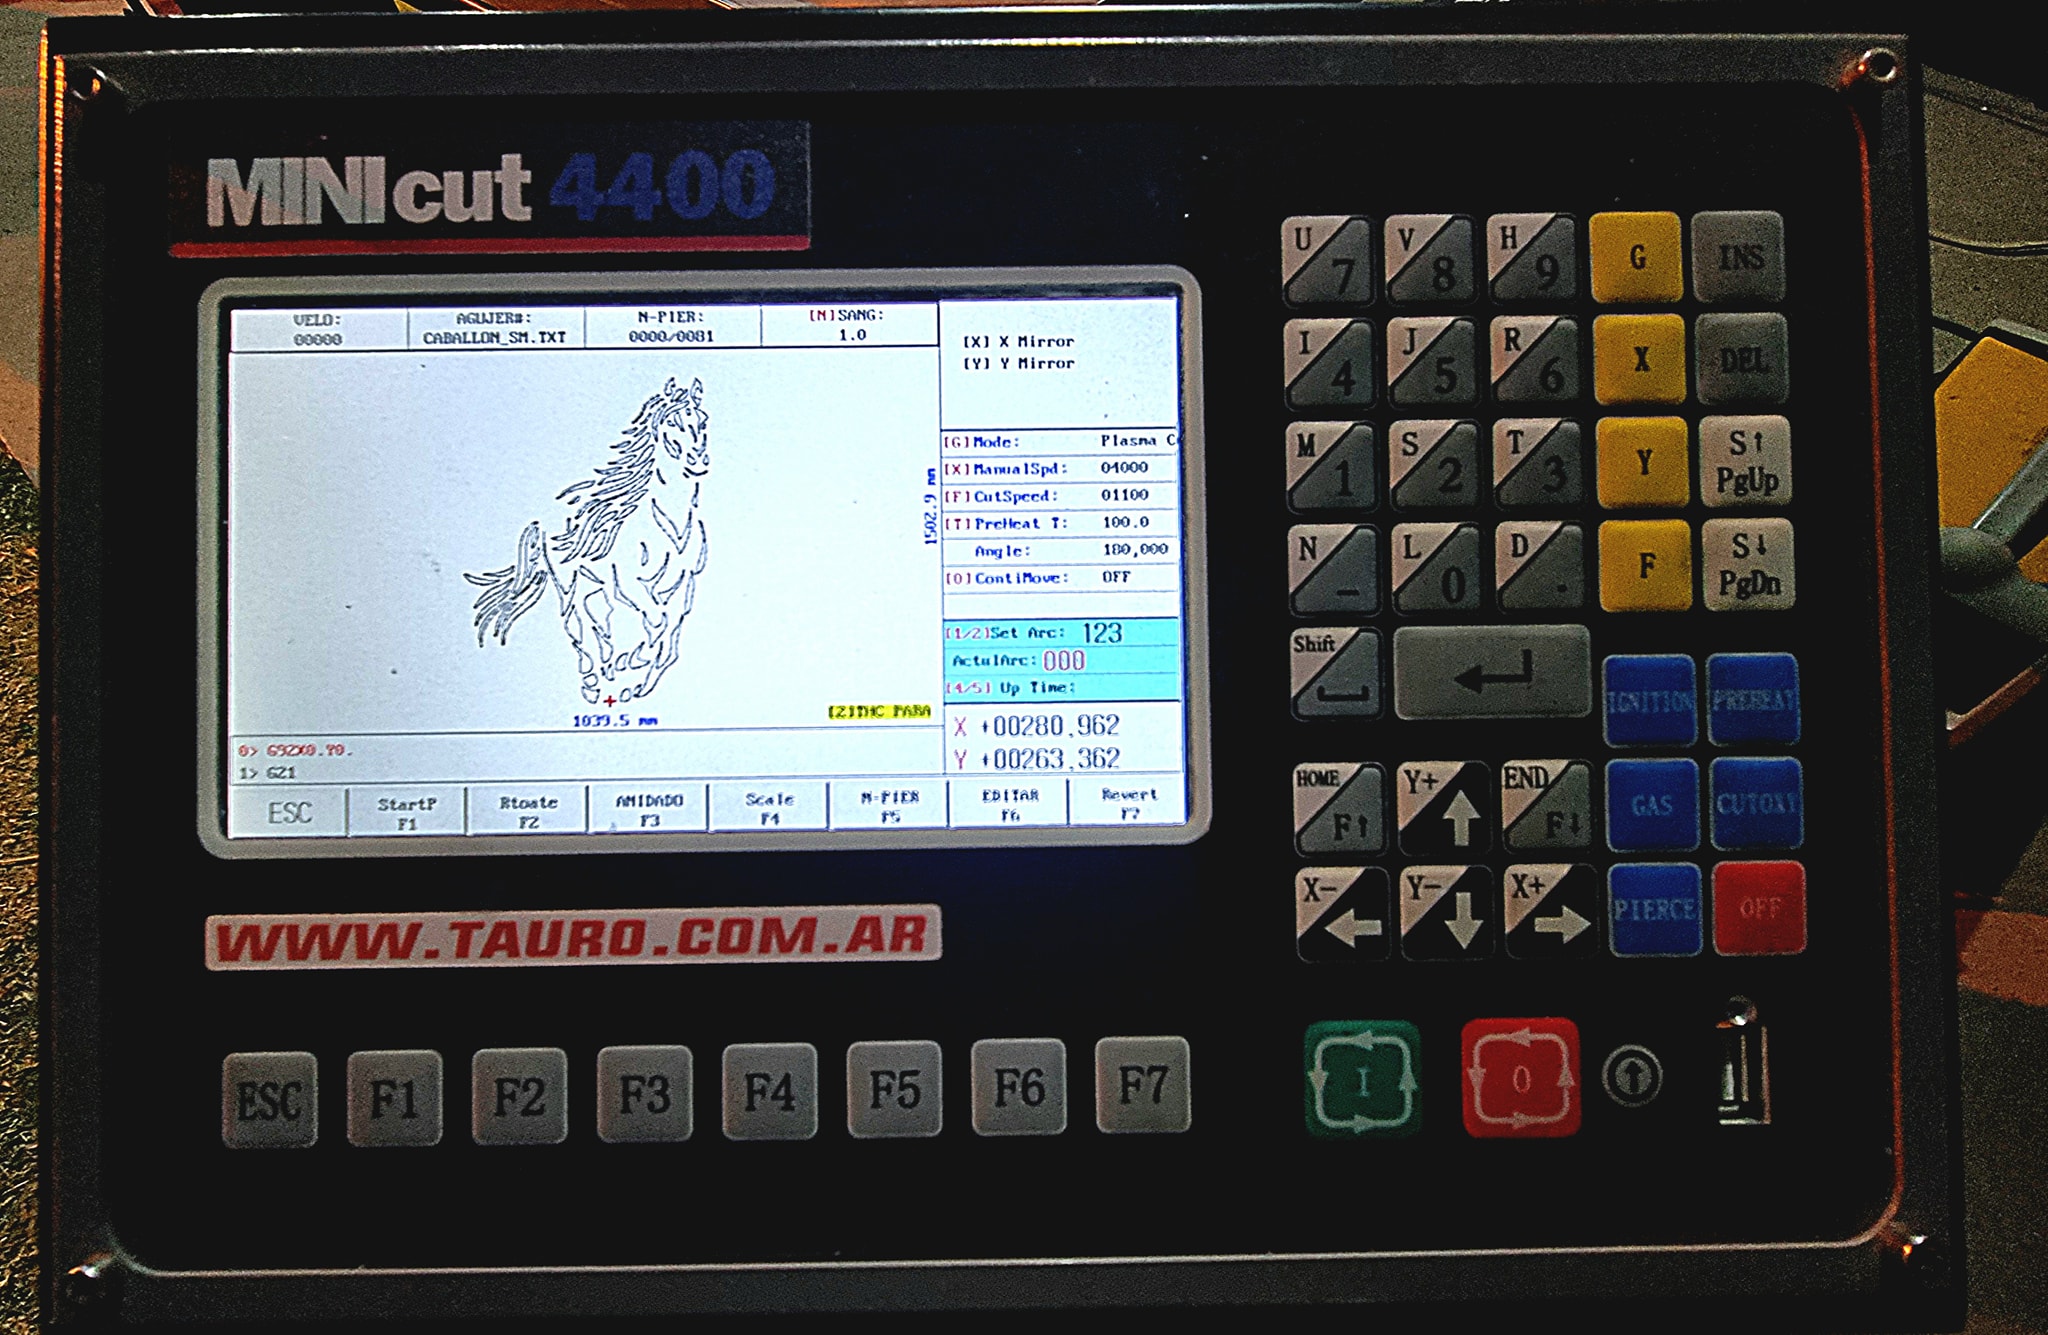 MINIcut 4400
VELO: AGUJER#: N-PIER: [N]SANG:
00000 CABALLON_SM.TXT 0000/0081 1.0
[X] X Mirror
[Y] Y Mirror
[G]Mode: Plasma C
[X]ManualSpd: 04000
[F]CutSpeed: 01100
[T]PreHeat T: 100.0
Angle: 180,000
[O]ContiMove: OFF
1502.9 mm
1039.5 mm
[Z]THC PARA
[1/2]Set Arc: 123
ActulArc: 000
[4/5] Up Time:
X +00280,962
Y +00263,362
0> G92X0.Y0.
1> G21
ESC StartP Rtoate AMIDADO Scale N-PIER EDITAR Revert
F1 F2 F3 F4 F5 F6 F7
WWW.TAURO.COM.AR
ESC F1 F2 F3 F4 F5 F6 F7
U 7 V 8 H 9 G INS
I 4 J 5 R 6 X DEL
M 1 S 2 T 3 Y S↑ PgUp
N - L 0 D . F S↓ PgDn
Shift IGNITION PREHEAT
HOME F↑ Y+ END F↓ GAS CUTOXY
X- Y- X+ PIERCE OFF
I 0